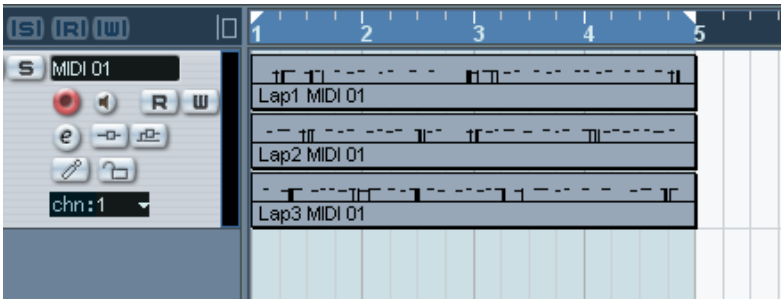 (|S|) (|R|) (|W|)
1 2 3 4 5
S MIDI 01
R W
e
chn:1
Lap1 MIDI 01
Lap2 MIDI 01
Lap3 MIDI 01